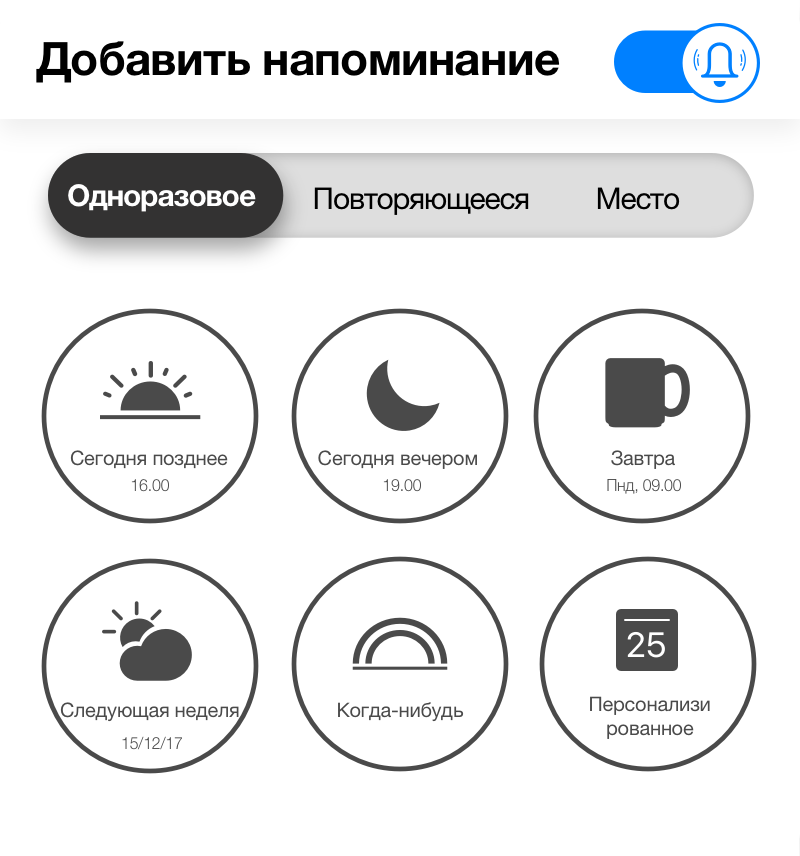 Добавить напоминание
Одноразовое Повторяющееся Место
Сегодня позднее
16.00
Сегодня вечером
19.00
Завтра
Пнд, 09.00
Следующая неделя
15/12/17
Когда-нибудь
25
Персонализи
рованное